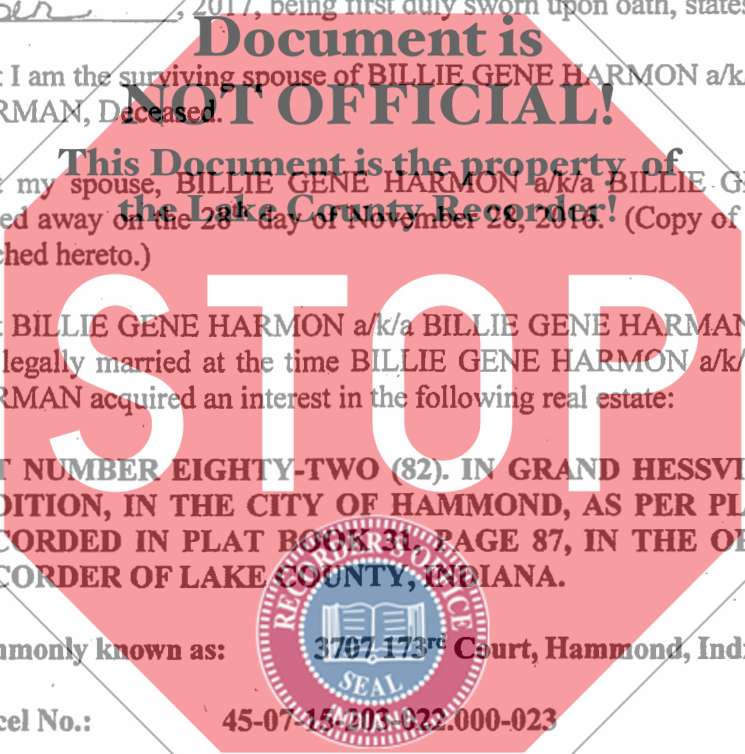 , 2017, being first duly sworn upon oath, states
Document is
t I am the surviving spouse of BILLIE GENE HARMON a/k/
NOT OFFICIAL!
RMAN, Deceased.
This Document is the property of
t my spouse, BILLIE GENE HARMON a/k/a BILLIE GE
the Lake County Recorder!
ed away on the 28th day of November 28, 2016. (Copy of
ched hereto.)
STOP
t BILLIE GENE HARMON a/k/a BILLIE GENE HARMAN
legally married at the time BILLIE GENE HARMON a/k/
RMAN acquired an interest in the following real estate:
T NUMBER EIGHTY-TWO (82). IN GRAND HESSVI
DITION, IN THE CITY OF HAMMOND, AS PER PL
CORDED IN PLAT BOOK 31, PAGE 87, IN THE OF
CORDER OF LAKE COUNTY, INDIANA.
RECORDER'S OFFICE
mmonly known as: 3707 173rd Court, Hammond, Indi
SEAL
cel No.: 45-07-15-203-022.000-023